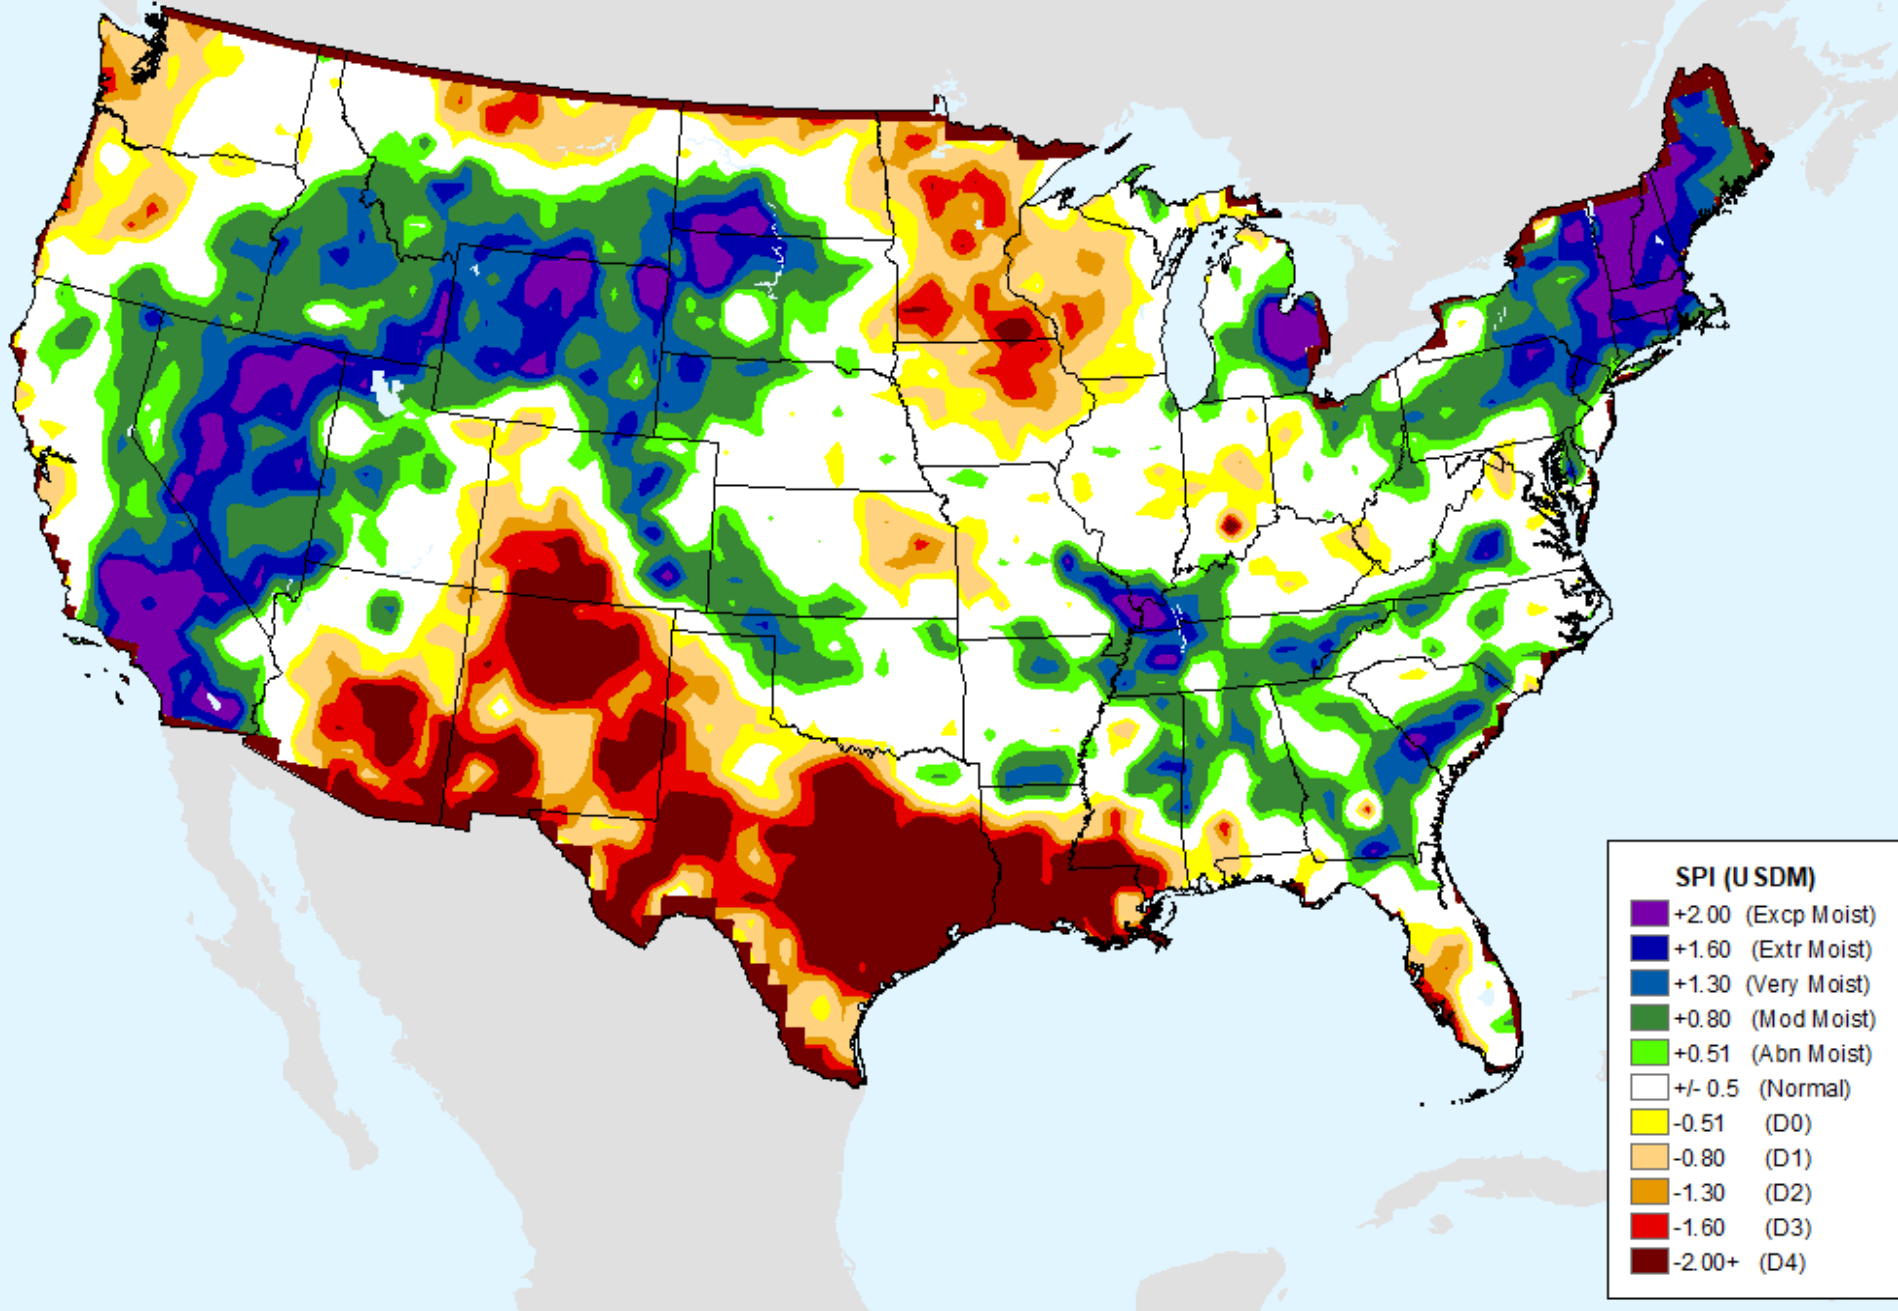 SPI (USDM)
+2.00 (Excp Moist)
+1.60 (Extr Moist)
+1.30 (Very Moist)
+0.80 (Mod Moist)
+0.51 (Abn Moist)
+/- 0.5 (Normal)
-0.51 (D0)
-0.80 (D1)
-1.30 (D2)
-1.60 (D3)
-2.00+ (D4)